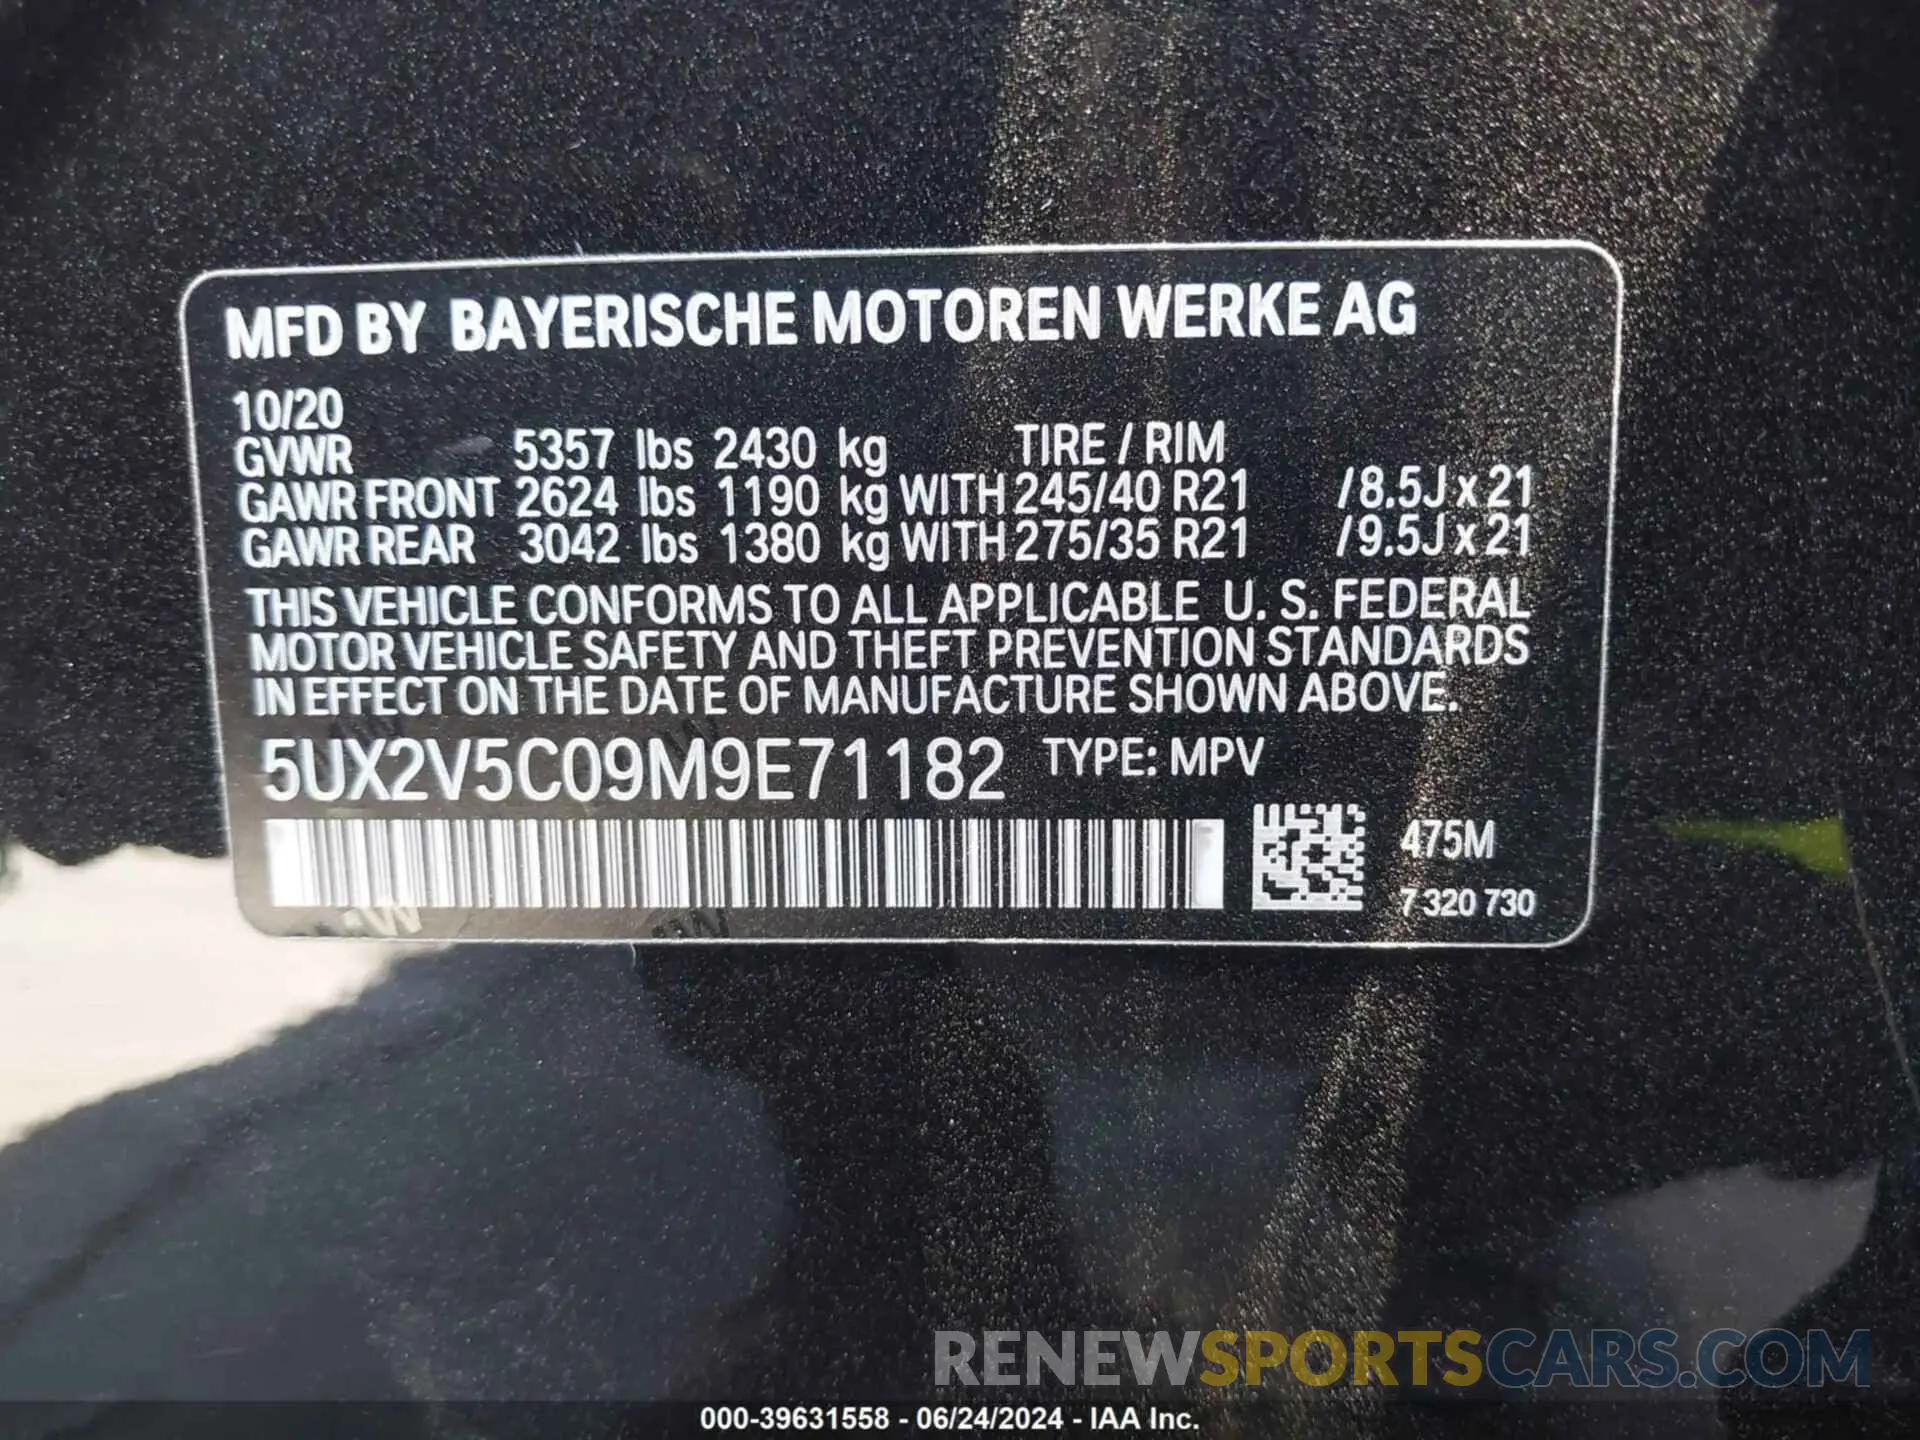 MFD BY BAYERISCHE MOTOREN WERKE AG
10/20
GVWR 5357 lbs 2430 kg TIRE / RIM
GAWR FRONT 2624 lbs 1190 kg WITH 245/40 R21 /8.5J x 21
GAWR REAR 3042 lbs 1380 kg WITH 275/35 R21 /9.5J x 21
THIS VEHICLE CONFORMS TO ALL APPLICABLE U. S. FEDERAL
MOTOR VEHICLE SAFETY AND THEFT PREVENTION STANDARDS
IN EFFECT ON THE DATE OF MANUFACTURE SHOWN ABOVE.
5UX2V5C09M9E71182 TYPE: MPV
475M
7 320 730
RENEWSPORTSCARS.COM
000-39631558 - 06/24/2024 - IAA Inc.